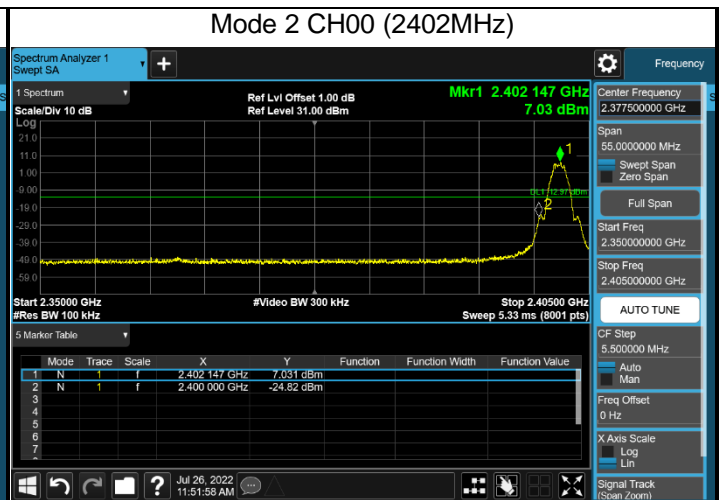 Mode 2 CH00 (2402MHz)
Spectrum Analyzer 1
Swept SA
+
Frequency
1 Spectrum
Scale/Div 10 dB
Ref Lvl Offset 1.00 dB
Ref Level 31.00 dBm
Mkr1 2.402 147 GHz
7.03 dBm
Log
21.0
11.0
1.00
-9.00
-19.0
-29.0
-39.0
-49.0
-59.0
1
DL1 -12.97 dBm
2
Start 2.35000 GHz
#Video BW 300 kHz
Stop 2.40500 GHz
#Res BW 100 kHz
Sweep 5.33 ms (8001 pts)
5 Marker Table
Mode Trace Scale X Y Function Function Width Function Value
1 N 1 f 2.402 147 GHz 7.031 dBm
2 N 1 f 2.400 000 GHz -24.82 dBm
3
4
5
6
7
Center Frequency
2.377500000 GHz
Span
55.0000000 MHz
Swept Span
Zero Span
Full Span
Start Freq
2.350000000 GHz
Stop Freq
2.405000000 GHz
AUTO TUNE
CF Step
5.500000 MHz
Auto
Man
Freq Offset
0 Hz
X Axis Scale
Log
Lin
Signal Track
(Span Zoom)
?
Jul 26, 2022
11:51:58 AM